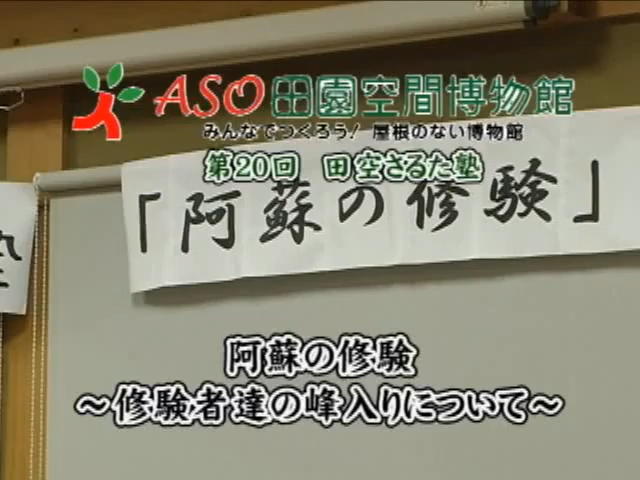 ASO田園空間博物館
みんなでつくろう! 屋根のない博物館
第20回 田空さるた塾
「阿蘇の修験」
阿蘇の修験
～修験者達の峰入りについて～